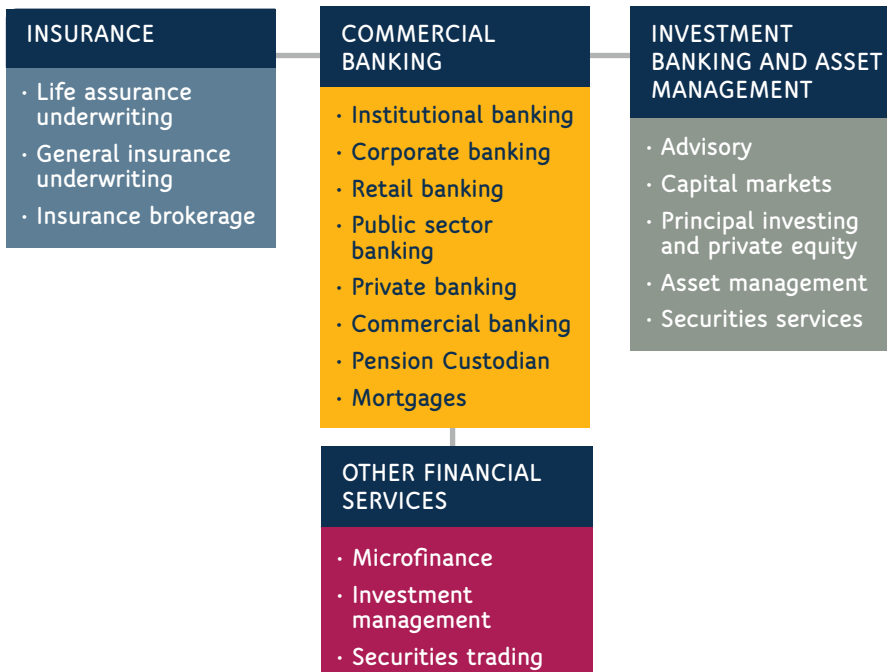 INSURANCE
· Life assurance
underwriting
· General insurance
underwriting
· Insurance brokerage
COMMERCIAL
BANKING
· Institutional banking
· Corporate banking
· Retail banking
· Public sector
banking
· Private banking
· Commercial banking
· Pension Custodian
· Mortgages
INVESTMENT
BANKING AND ASSET
MANAGEMENT
· Advisory
· Capital markets
· Principal investing
and private equity
· Asset management
· Securities services
OTHER FINANCIAL
SERVICES
· Microfinance
· Investment
management
· Securities trading